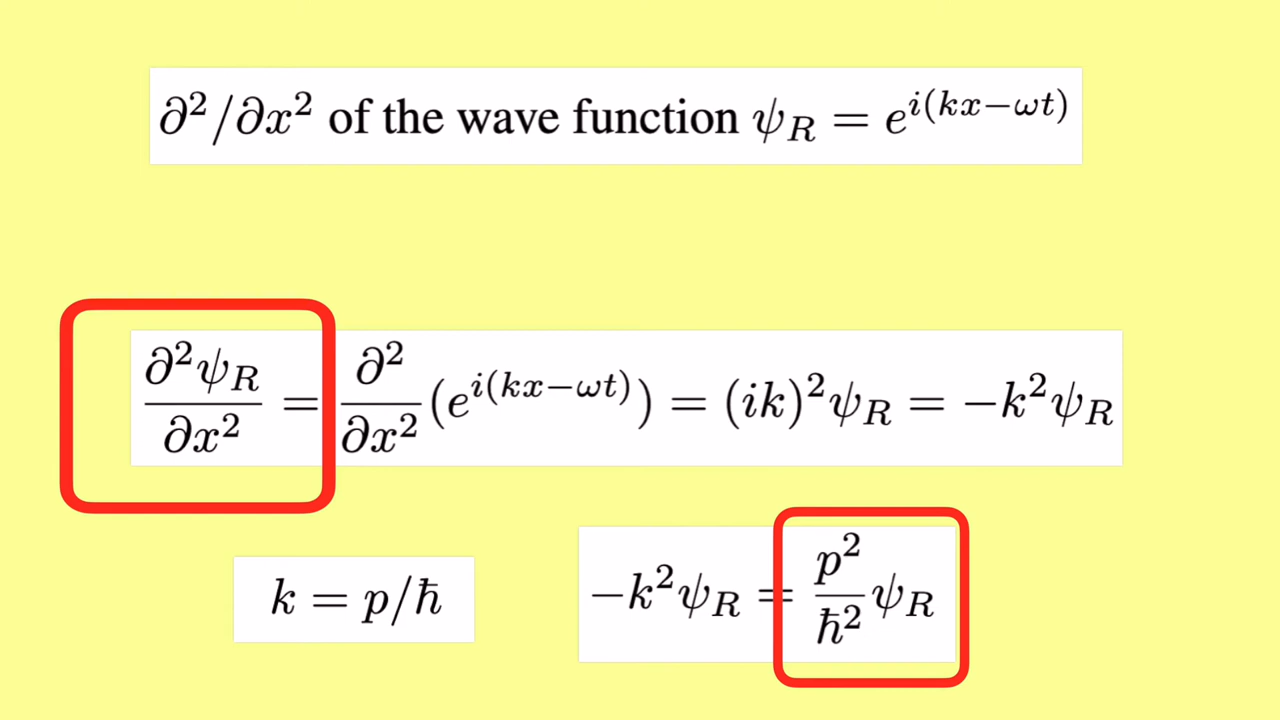 ∂²/∂x² of the wave function ψ_R = e^{i(kx−ωt)}
∂²ψ_R/∂x² = ∂²/∂x² (e^{i(kx−ωt)}) = (ik)²ψ_R = −k²ψ_R
k = p/ħ
−k²ψ_R = p²/ħ² ψ_R